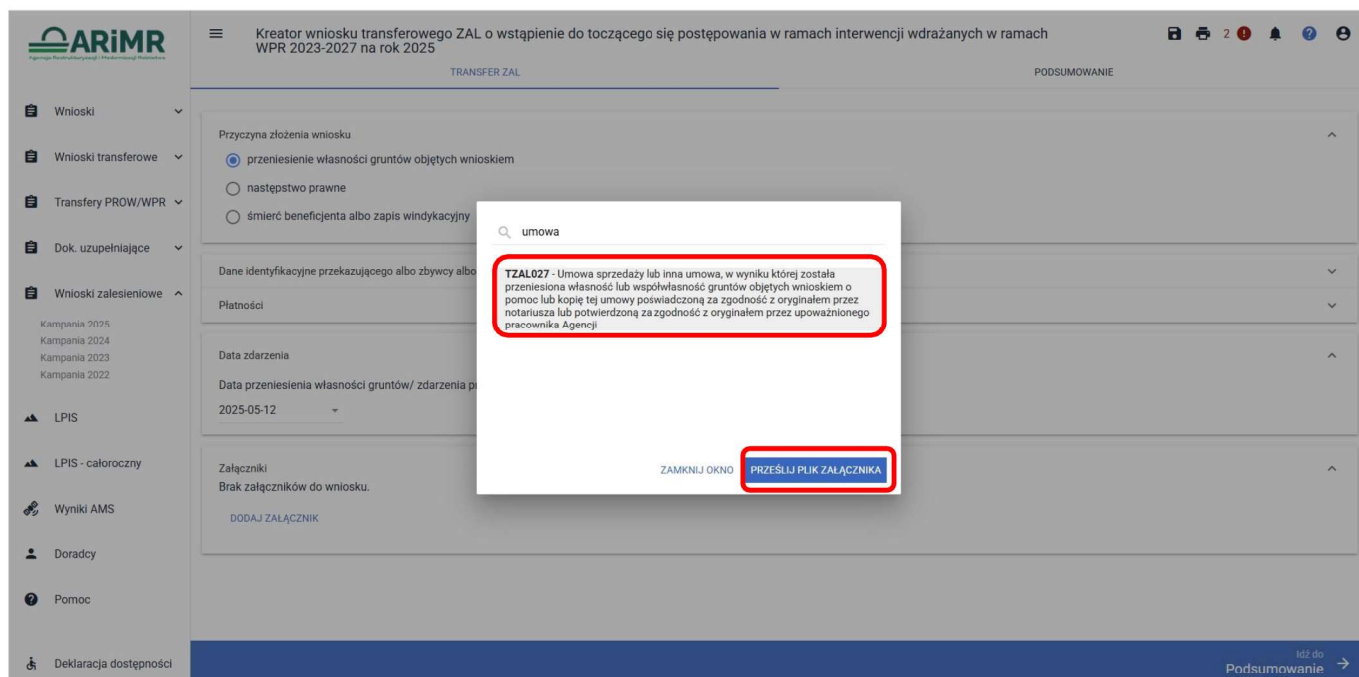 ARiMR
Agencja Restrukturyzacji i Modernizacji Rolnictwa
Kreator wniosku transferowego ZAL o wstąpienie do toczącego się postępowania w ramach interwencji wdrażanych w ramach
WPR 2023-2027 na rok 2025
2
TRANSFER ZAL
PODSUMOWANIE
Wnioski
Wnioski transferowe
Transfery PROW/WPR
Dok. uzupełniające
Wnioski zalesieniowe
Kampania 2025
Kampania 2024
Kampania 2023
Kampania 2022
LPIS
LPIS - całoroczny
Wyniki AMS
Doradcy
Pomoc
Deklaracja dostępności
Przyczyna złożenia wniosku
przeniesienie własności gruntów objętych wnioskiem
następstwo prawne
śmierć beneficjenta albo zapis windykacyjny
Dane identyfikacyjne przekazującego albo zbywcy albo
Płatności
Data zdarzenia
Data przeniesienia własności gruntów/ zdarzenia
2025-05-12
Załączniki
Brak załączników do wniosku.
DODAJ ZAŁĄCZNIK
umowa
TZAL027 - Umowa sprzedaży lub inna umowa, w wyniku której została
przeniesiona własność lub współwłasność gruntów objętych wnioskiem o
pomoc lub kopię tej umowy poświadczoną za zgodność z oryginałem przez
notariusza lub potwierdzoną za zgodność z oryginałem przez upoważnionego
pracownika Agencji
ZAMKNIJ OKNO
PRZEŚLIJ PLIK ZAŁĄCZNIKA
Idź do
Podsumowanie